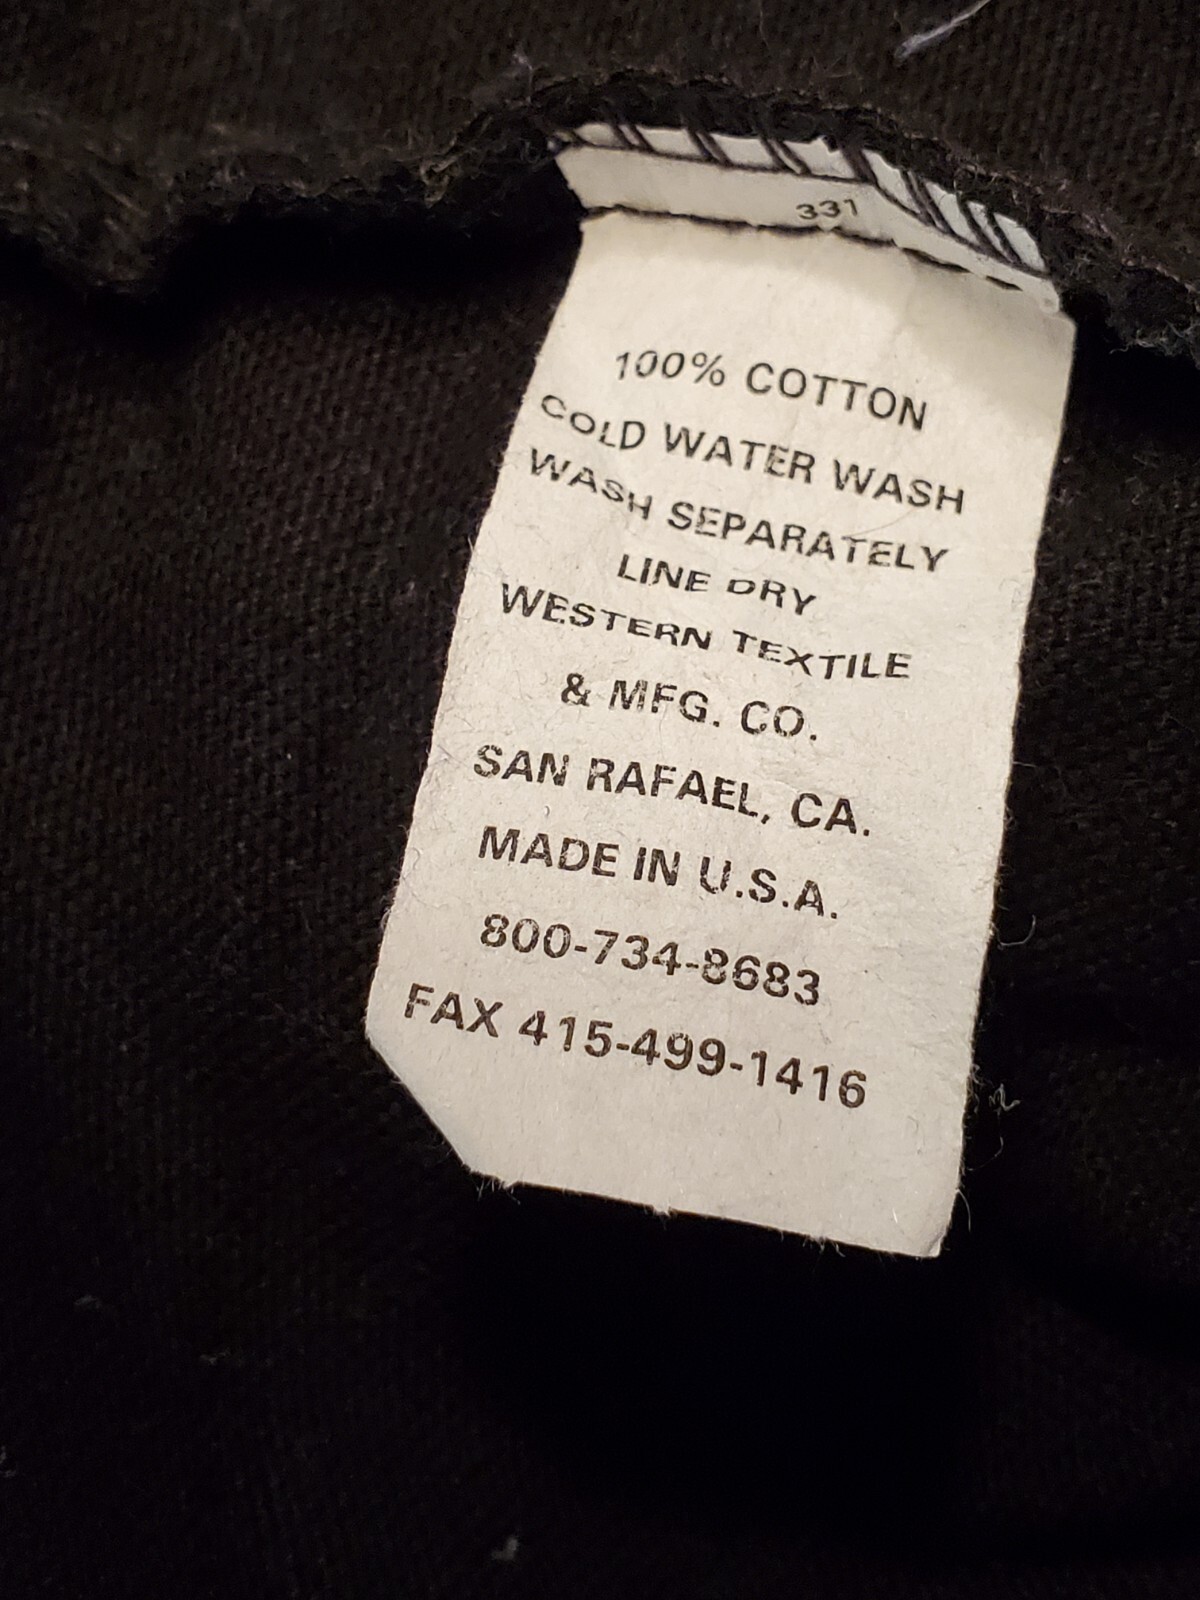 331
100% COTTON
COLD WATER WASH
WASH SEPARATELY
LINE DRY
WESTERN TEXTILE
& MFG. CO.
SAN RAFAEL, CA.
MADE IN U.S.A.
800-734-8683
FAX 415-499-1416